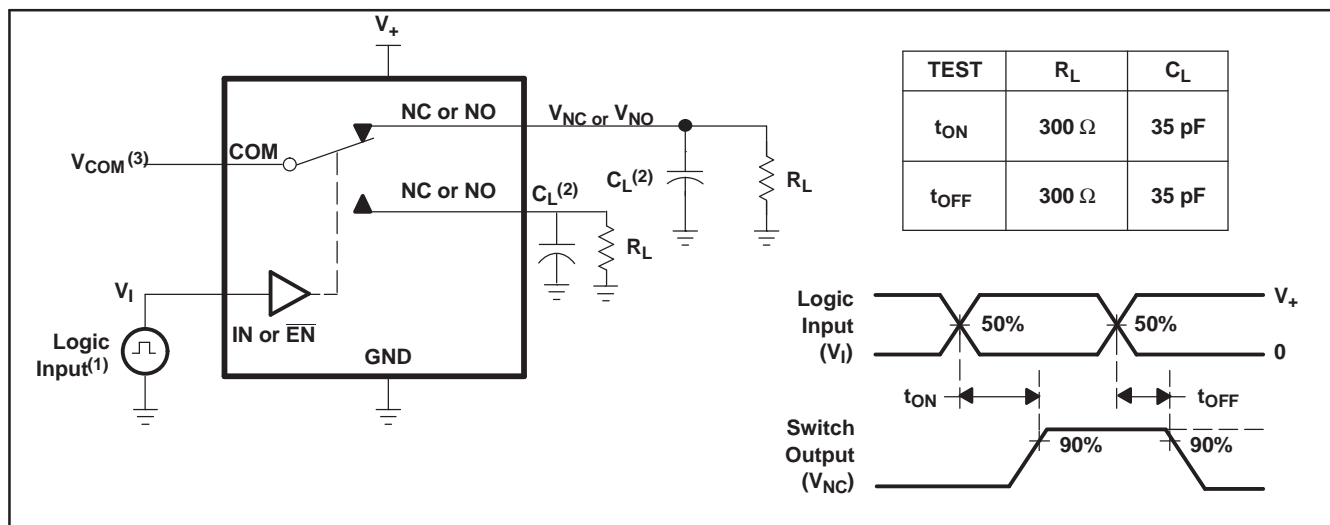 V+
NC or NO
VNC or VNO
VCOM(3)
COM
CL(2)
RL
NC or NO
CL(2)
RL
VI
IN or E̅N̅
Logic
Input(1)
GND
TEST RL CL
tON 300 Ω 35 pF
tOFF 300 Ω 35 pF
Logic
Input
(VI)
50%
50%
V+
0
tON
tOFF
Switch
Output
(VNC)
90%
90%